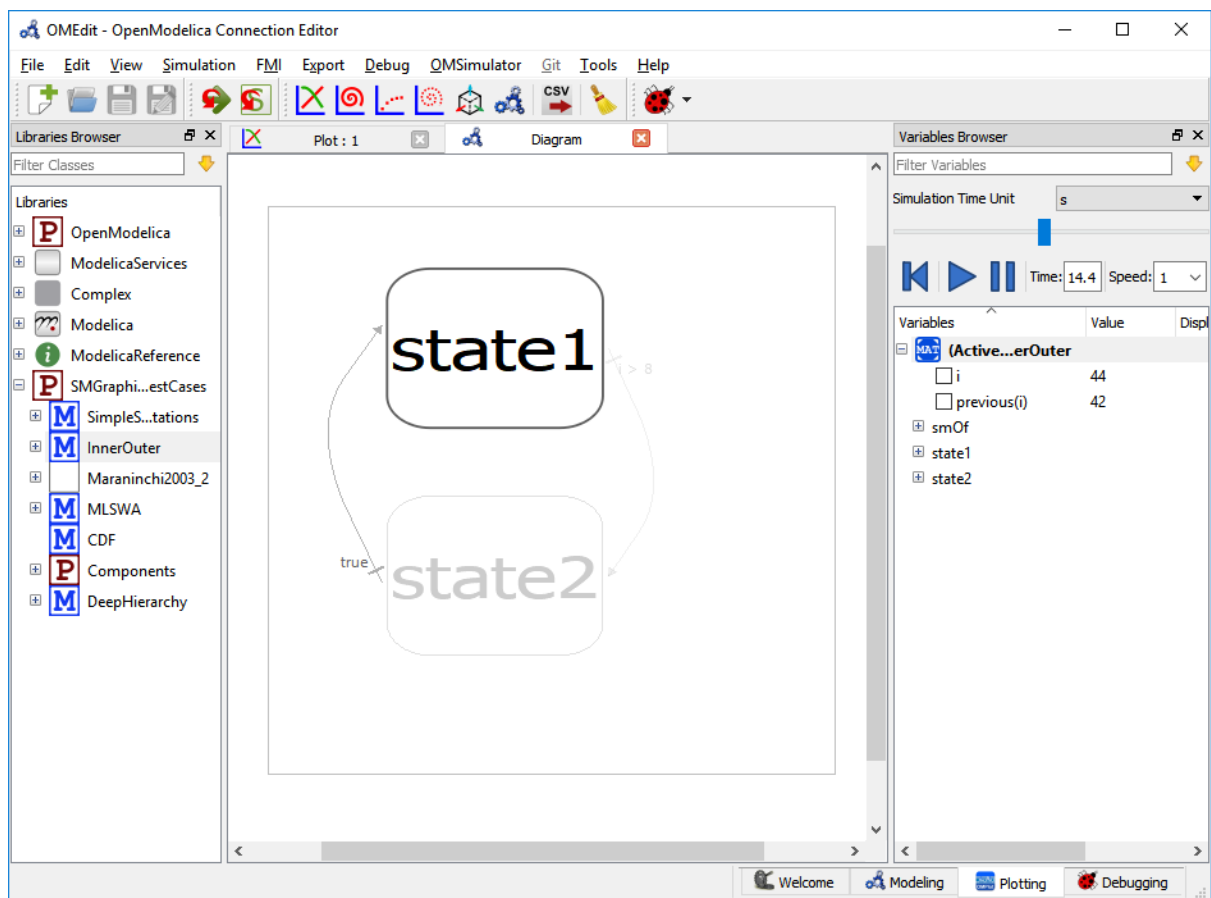 OMEdit - OpenModelica Connection Editor
File Edit View Simulation FMI Export Debug OMSimulator Git Tools Help
CSV
Libraries Browser
Filter Classes
Libraries
P OpenModelica
ModelicaServices
Complex
Modelica
i ModelicaReference
P SMGraphi...estCases
M SimpleS...tations
M InnerOuter
Maraninchi2003_2
M MLSWA
M CDF
P Components
M DeepHierarchy
Plot : 1
Diagram
state1
i > 8
true
state2
Variables Browser
Filter Variables
Simulation Time Unit s
Time: 14.4 Speed: 1
Variables Value Displ
MAT (Active...erOuter
i 44
previous(i) 42
smOf
state1
state2
Welcome Modeling Plotting Debugging